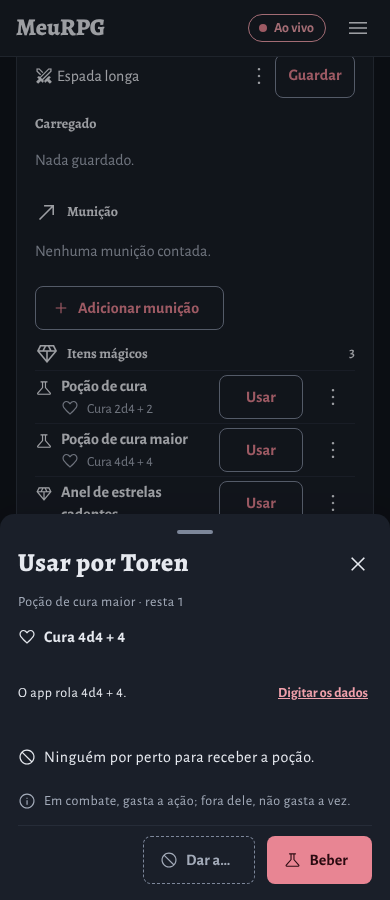 MeuRPG
Ao vivo
Espada longa
Guardar
Carregado
Nada guardado.
Munição
Nenhuma munição contada.
Adicionar munição
Itens mágicos
3
Poção de cura
Cura 2d4 + 2
Usar
Poção de cura maior
Cura 4d4 + 4
Usar
Anel de estrelas
cadentes
Usar
Usar por Toren
Poção de cura maior · resta 1
Cura 4d4 + 4
O app rola 4d4 + 4.
Digitar os dados
Ninguém por perto para receber a poção.
Em combate, gasta a ação; fora dele, não gasta a vez.
Dar a...
Beber